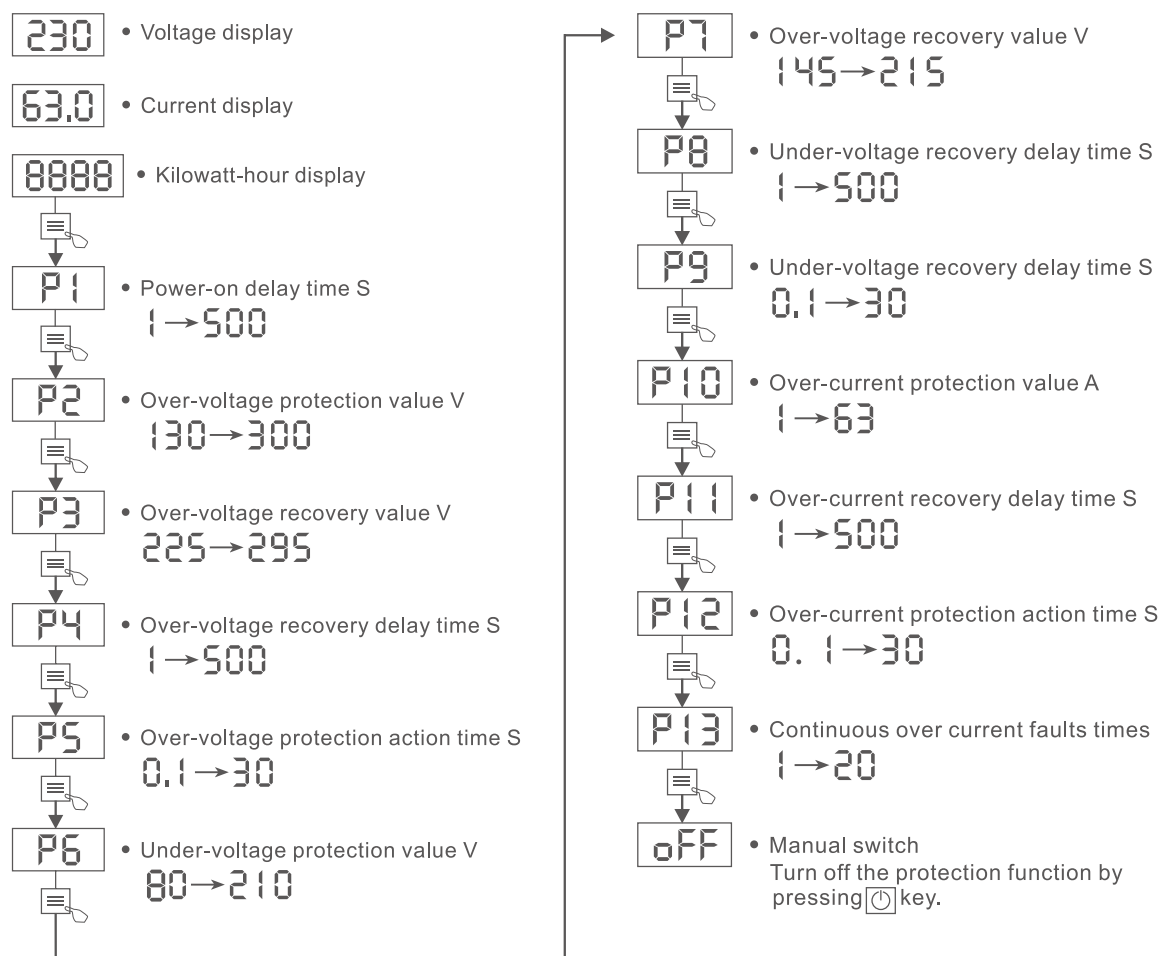 230 • Voltage display
63.0 • Current display
8888 • Kilowatt-hour display
P1 • Power-on delay time S
1→500
P2 • Over-voltage protection value V
130→300
P3 • Over-voltage recovery value V
225→295
P4 • Over-voltage recovery delay time S
1→500
P5 • Over-voltage protection action time S
0.1→30
P6 • Under-voltage protection value V
80→210
P7 • Over-voltage recovery value V
145→215
P8 • Under-voltage recovery delay time S
1→500
P9 • Under-voltage recovery delay time S
0.1→30
P10 • Over-current protection value A
1→63
P11 • Over-current recovery delay time S
1→500
P12 • Over-current protection action time S
0. 1→30
P13 • Continuous over current faults times
1→20
oFF • Manual switch
Turn off the protection function by
pressing key.